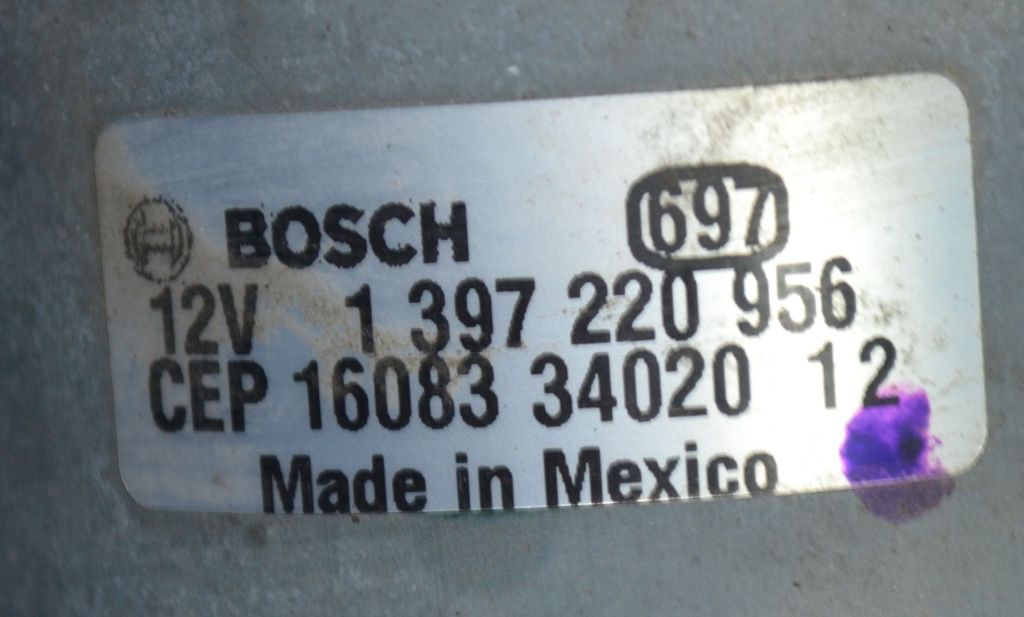 BOSCH 697
12V 1 397 220 956
CEP 16083 34020 12
Made in Mexico